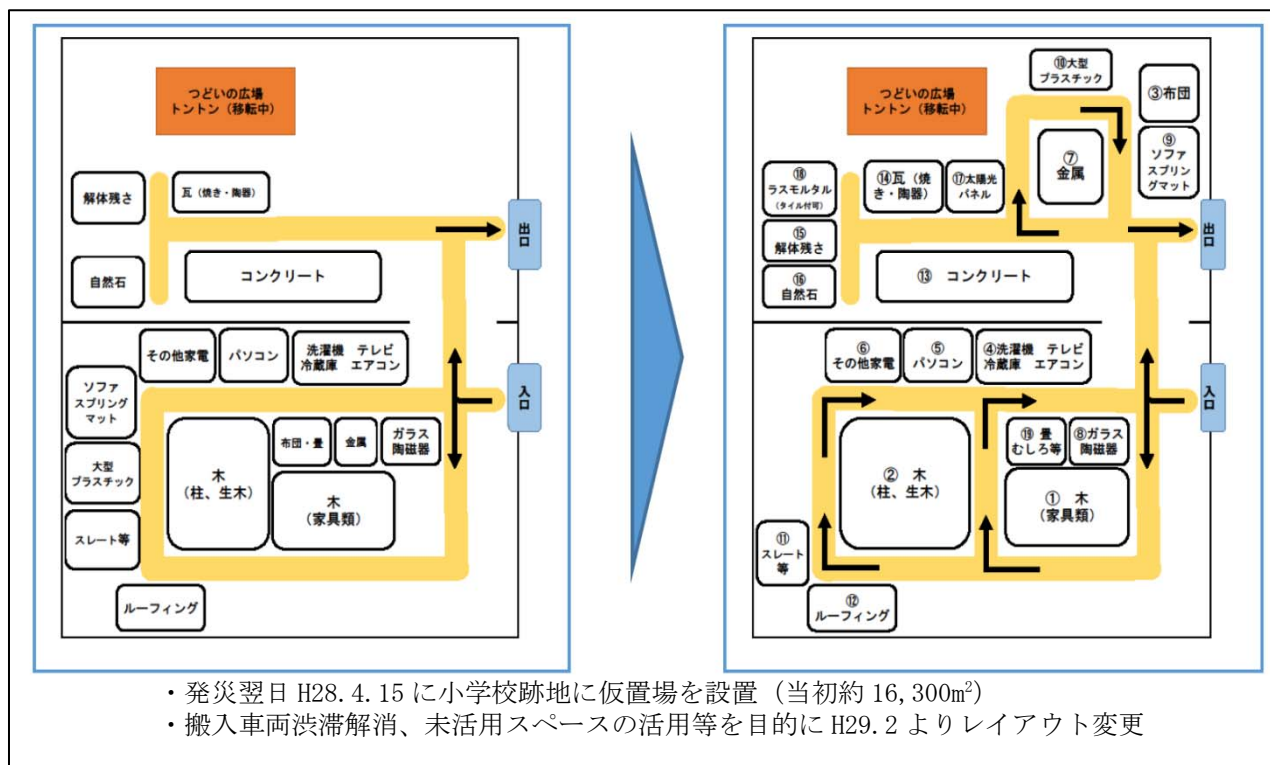 つどいの広場
トントン（移転中）
解体残さ
瓦（焼き・陶器）
出口
自然石
コンクリート
その他家電
パソコン
洗濯機　テレビ
冷蔵庫　エアコン
入口
ソファ
スプリング
マット
布団・畳
金属
ガラス
陶磁器
木
（柱、生木）
大型
プラスチック
木
（家具類）
スレート等
ルーフィング
つどいの広場
トントン（移転中）
⑩大型
プラスチック
③布団
⑦
金属
⑨
ソファ
スプリン
グマット
⑱
ラスモルタル
（タイル付可）
⑭瓦（焼
き・陶器）
⑰太陽光
パネル
出口
⑮
解体残さ
⑯
自然石
⑬　コンクリート
⑥
その他家電
⑤
パソコン
④洗濯機　テレビ
冷蔵庫　エアコン
入口
② 木
（柱、生木）
⑲ 畳
むしろ等
⑧ガラス
陶磁器
① 木
（家具類）
⑪
スレート
等
⑫
ルーフィング
・発災翌日 H28.4.15 に小学校跡地に仮置場を設置（当初約 16,300m²）
・搬入車両渋滞解消、未活用スペースの活用等を目的に H29.2 よりレイアウト変更